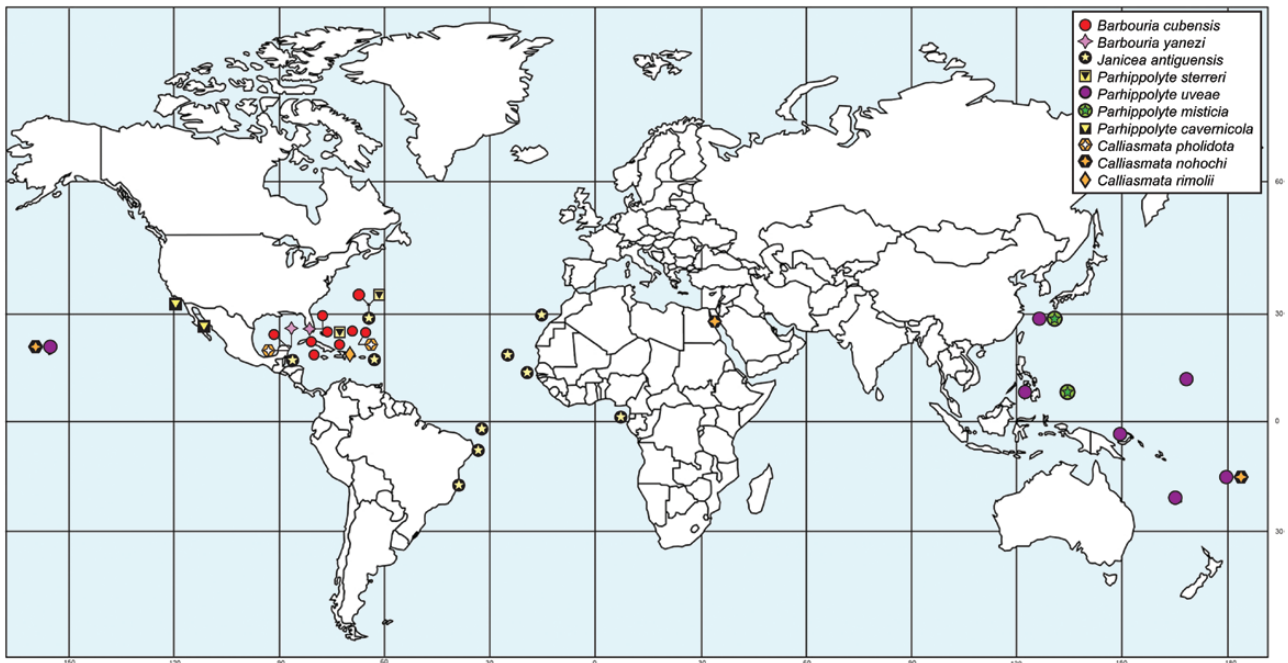 Barbouria cubensis
Barbouria yanezi
Janicea antiguensis
Parhippolyte sterreri
Parhippolyte uveae
Parhippolyte misticia
Parhippolyte cavernicola
Calliasmata pholidota
Calliasmata nohochi
Calliasmata rimolii
60
30
0
30